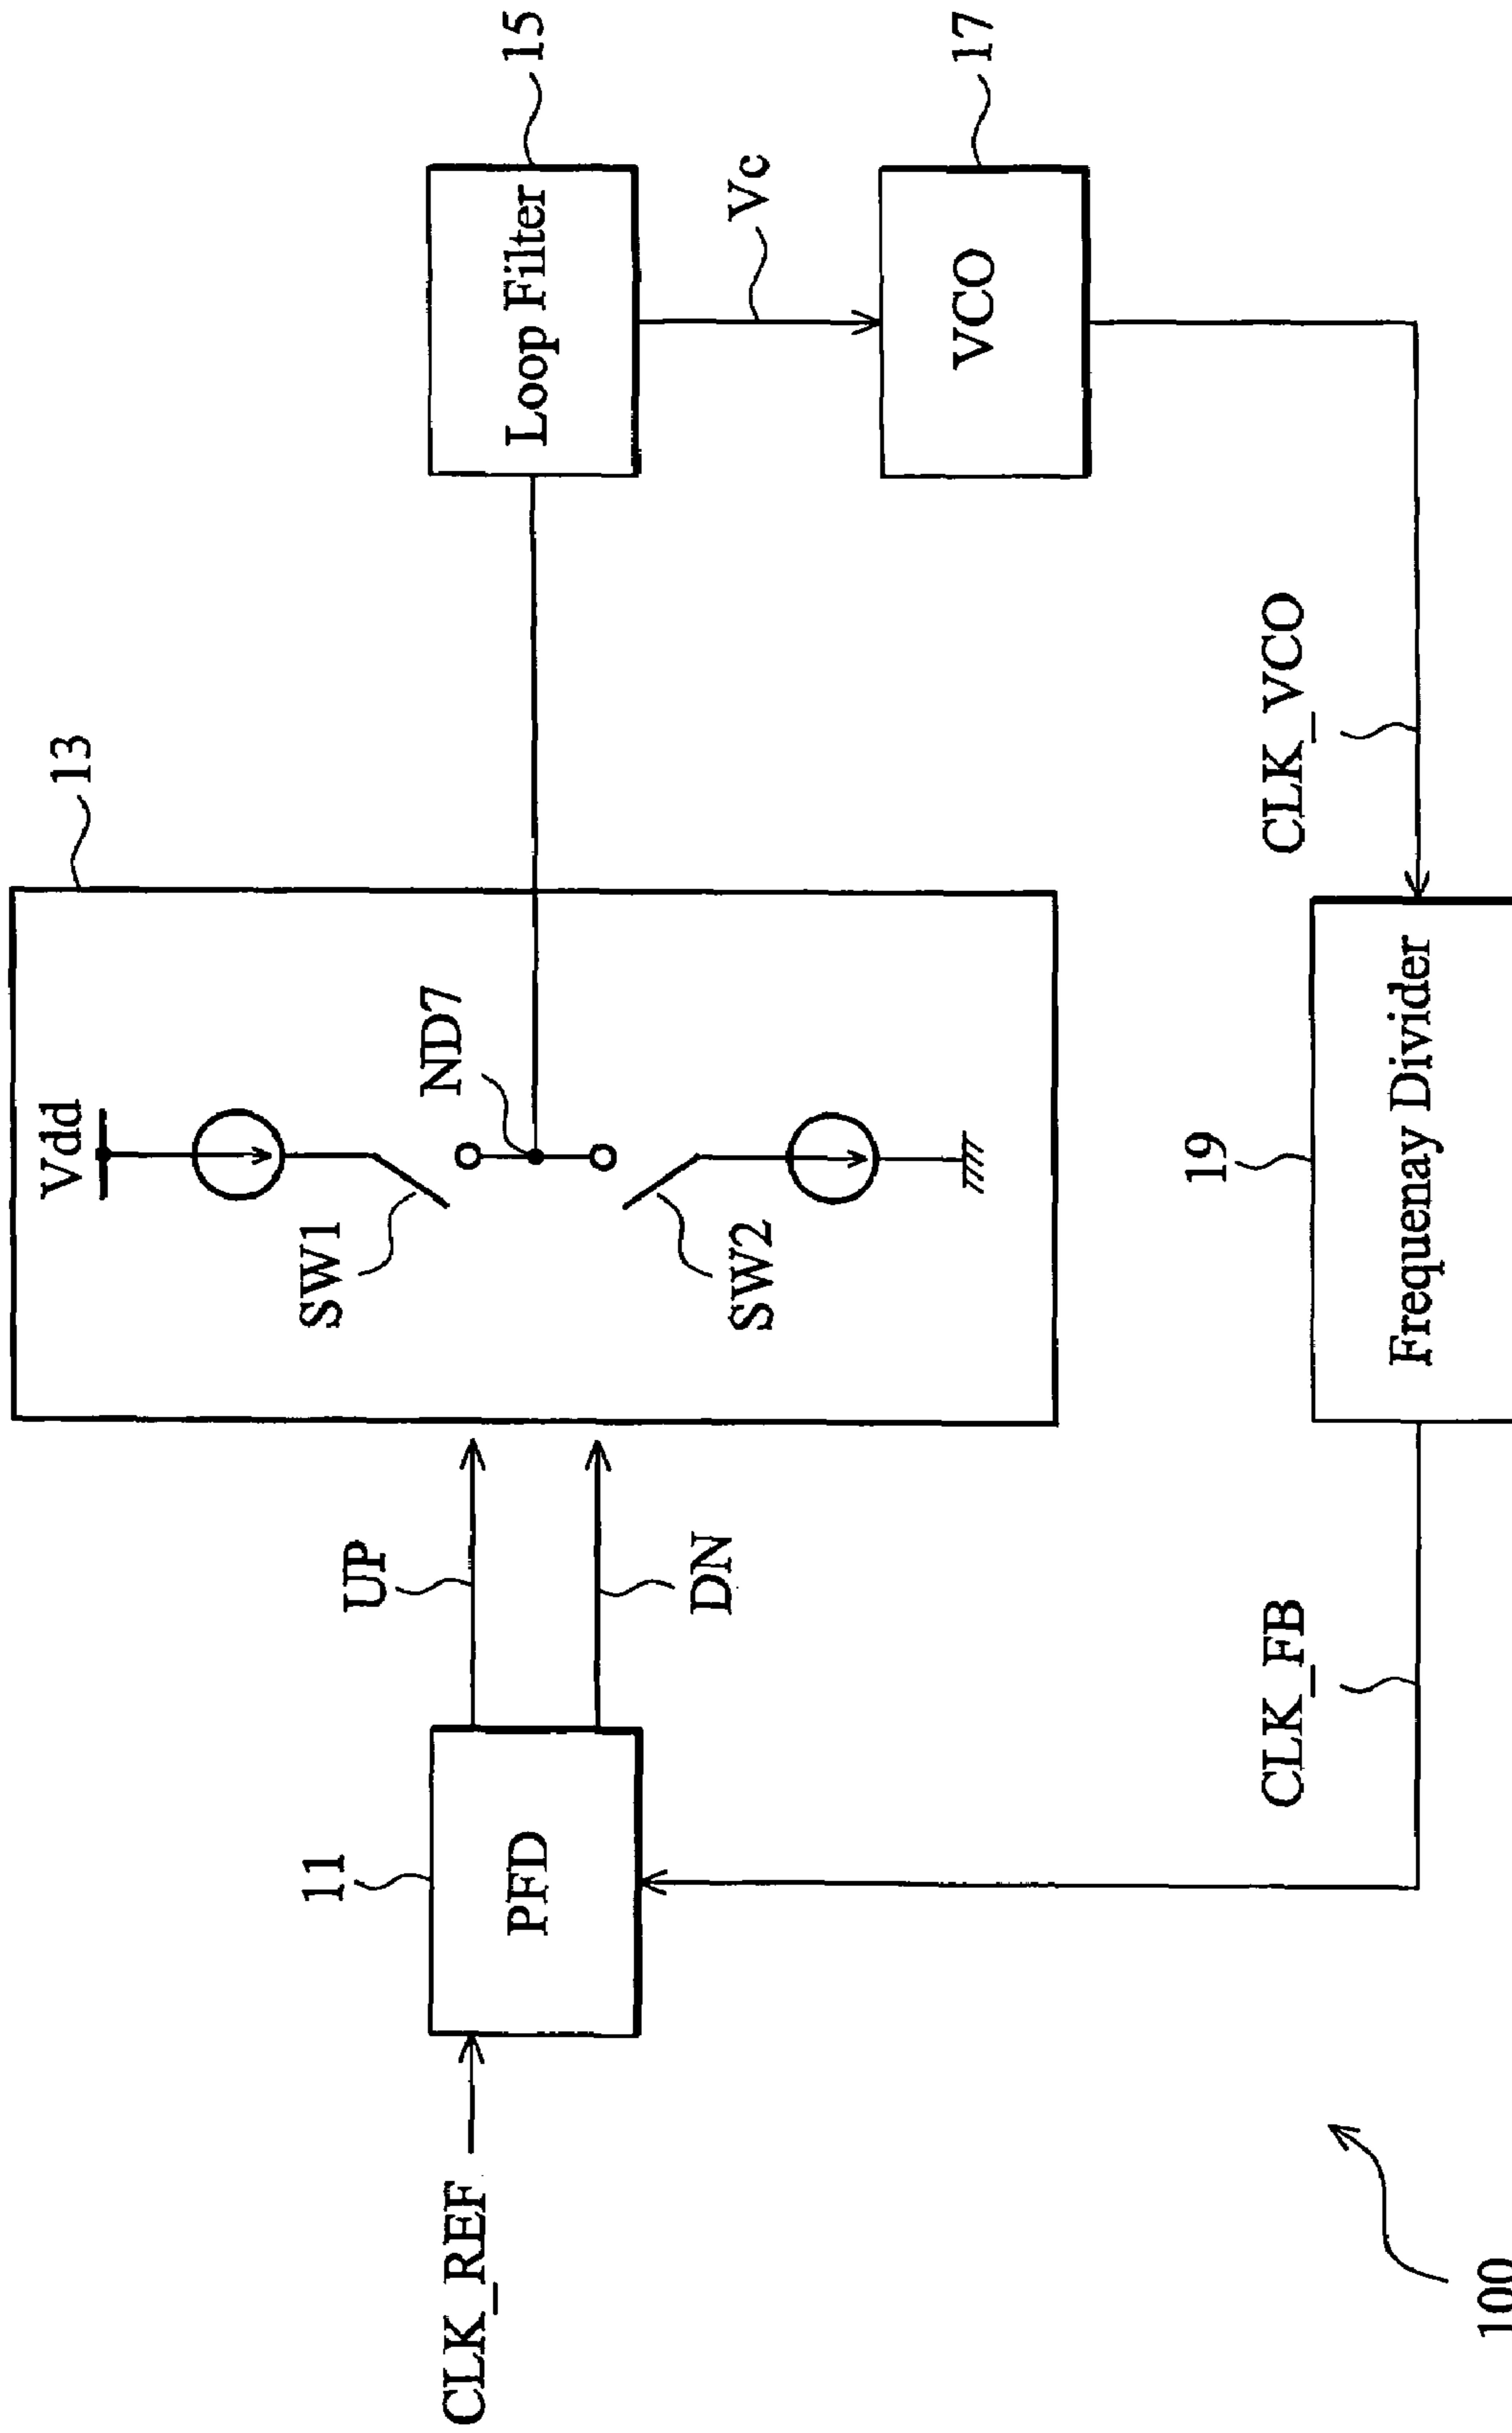 13
Vdd
15
Loop Filter
SW1
ND7
UP
11
PFD
CLK_REF
DN
SW2
Vc
17
VCO
19
CLK_FB
CLK_VCO
Frequenay Divider
100